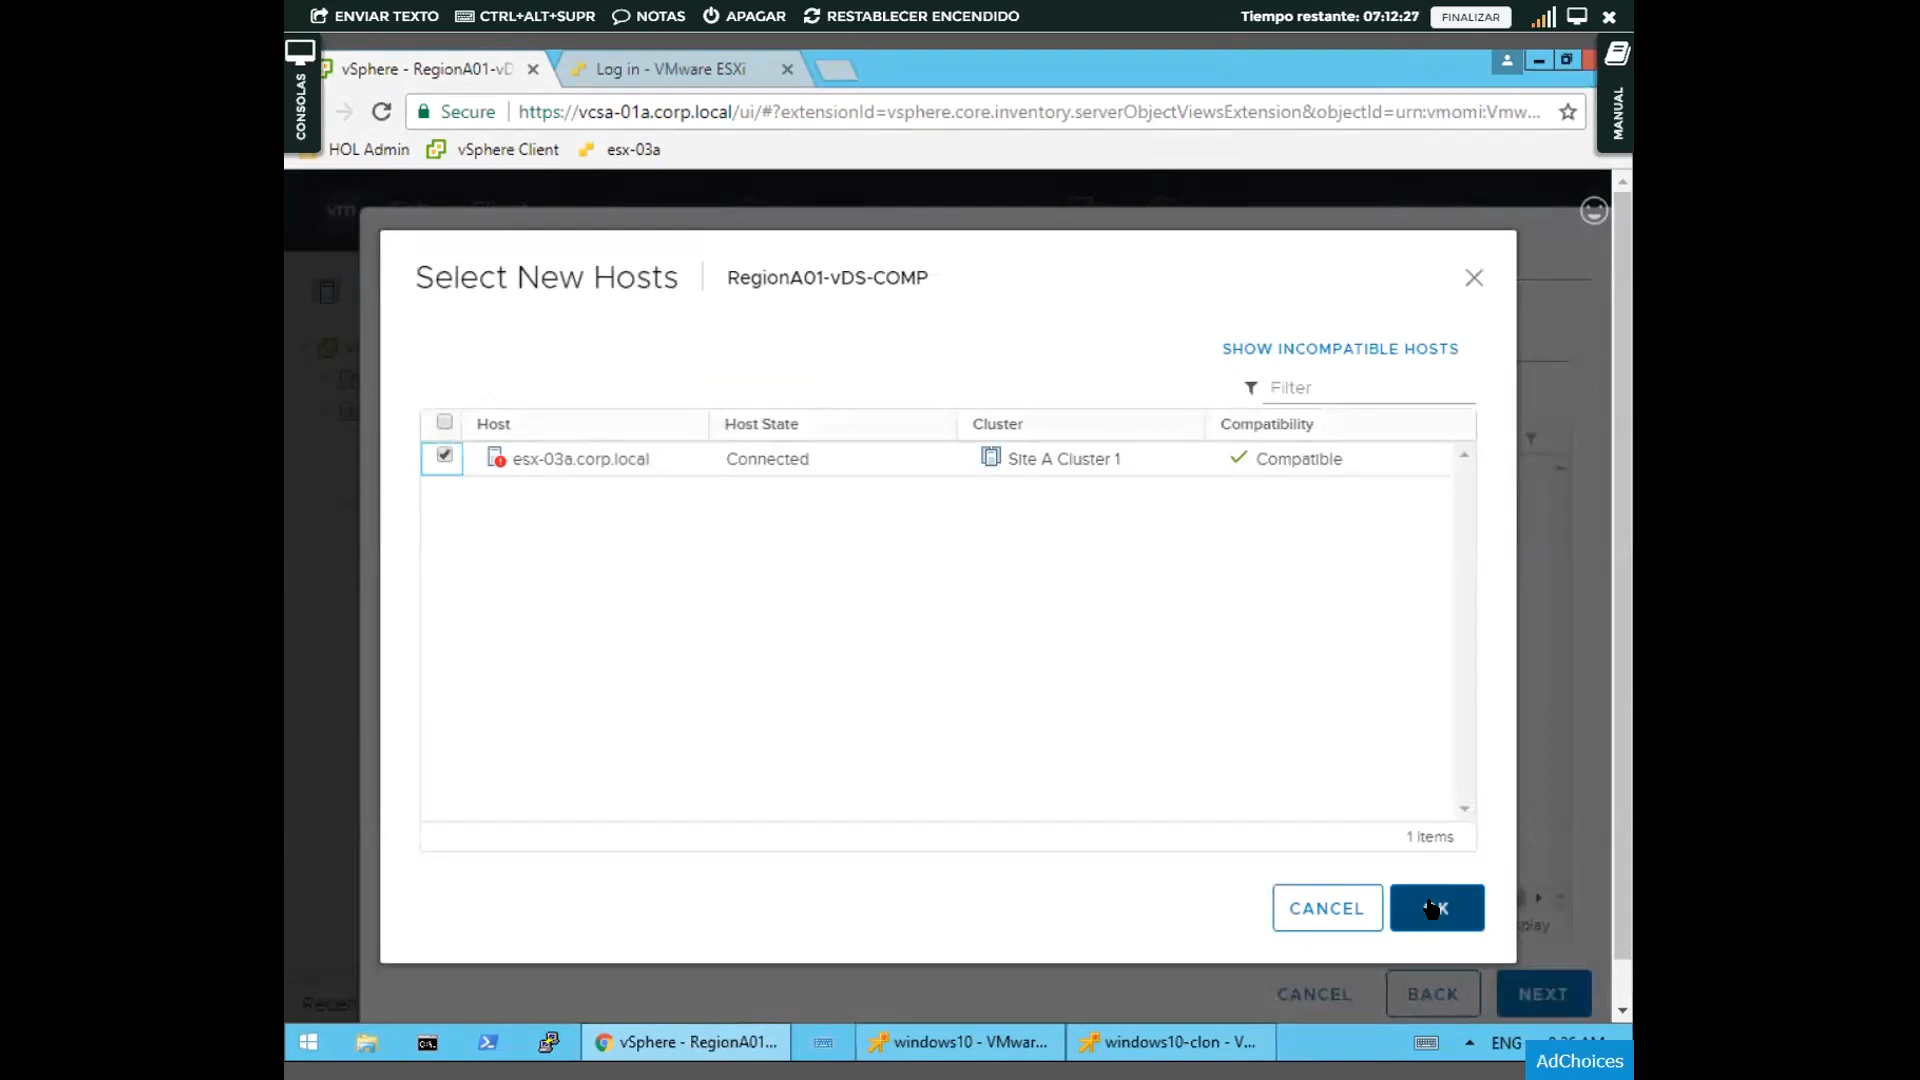 ENVIAR TEXTO CTRL+ALT+SUPR NOTAS APAGAR RESTABLECER ENCENDIDO Tiempo restante: 07:12:27 FINALIZAR
CONSOLAS
MANUAL
vSphere - RegionA01-vD Log in - VMware ESXi
Secure https://vcsa-01a.corp.local/ui/#?extensionId=vsphere.core.inventory.serverObjectViewsExtension&objectId=urn:vmomi:Vmw...
HOL Admin vSphere Client esx-03a
vm
Select New Hosts RegionA01-vDS-COMP
SHOW INCOMPATIBLE HOSTS
Filter
Host Host State Cluster Compatibility
esx-03a.corp.local Connected Site A Cluster 1 Compatible
1 items
CANCEL
CANCEL BACK NEXT
vSphere - RegionA01... windows10 - VMwar... windows10-clon - V... ENG
AdChoices